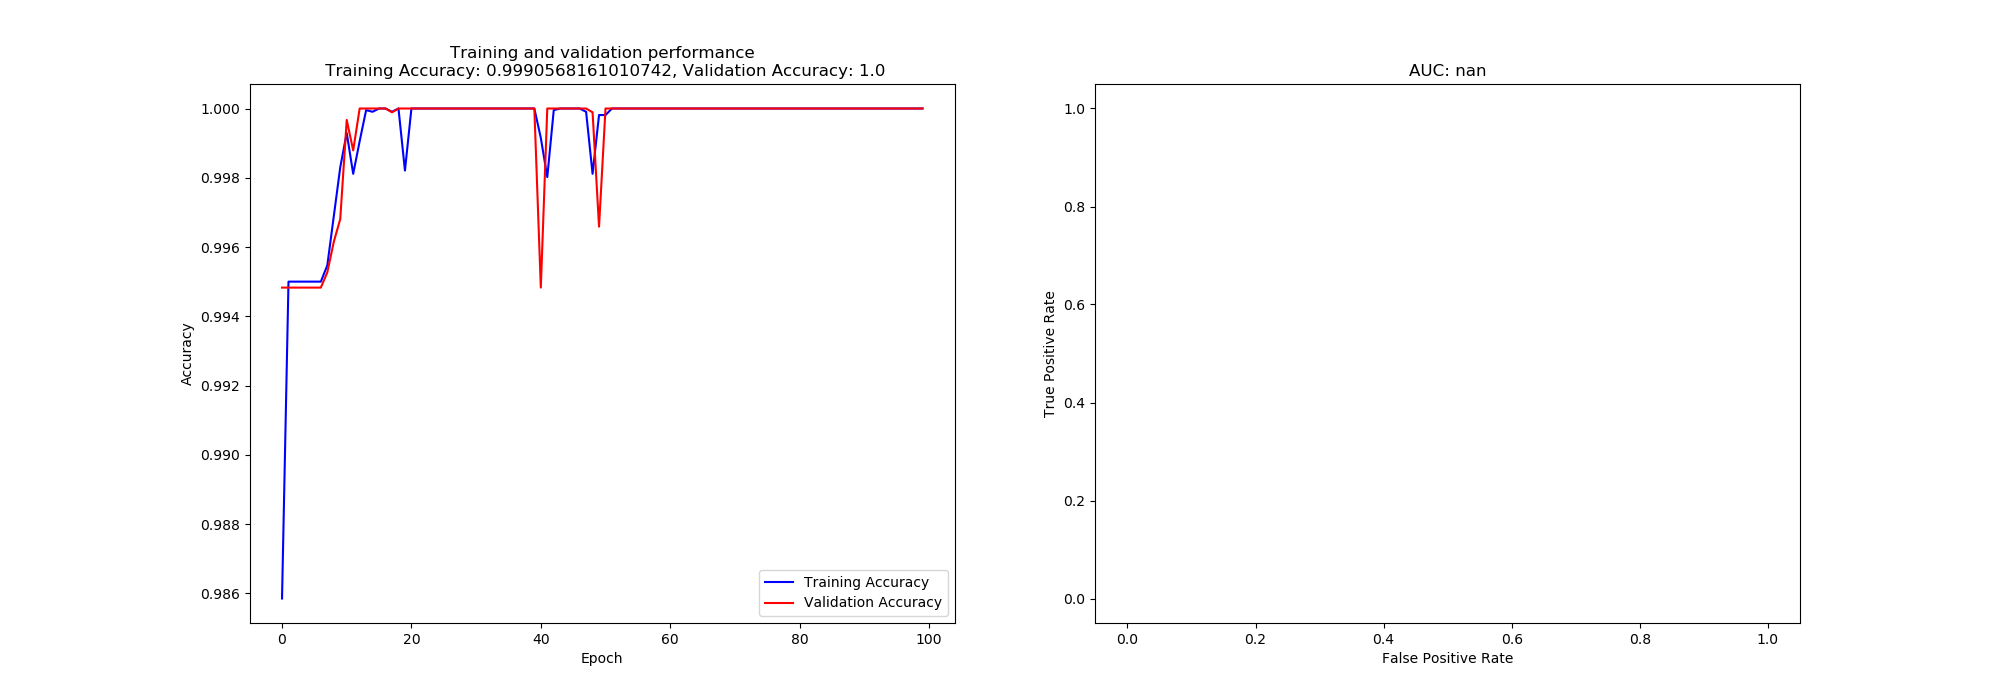 Training and validation performance
Training Accuracy: 0.9990568161010742, Validation Accuracy: 1.0
1.000
0.998
0.996
0.994
0.992
0.990
0.988
0.986
Accuracy
0
20
40
60
80
100
Epoch
Training Accuracy
Validation Accuracy
AUC: nan
1.0
0.8
0.6
0.4
0.2
0.0
True Positive Rate
0.0
0.2
0.4
0.6
0.8
1.0
False Positive Rate